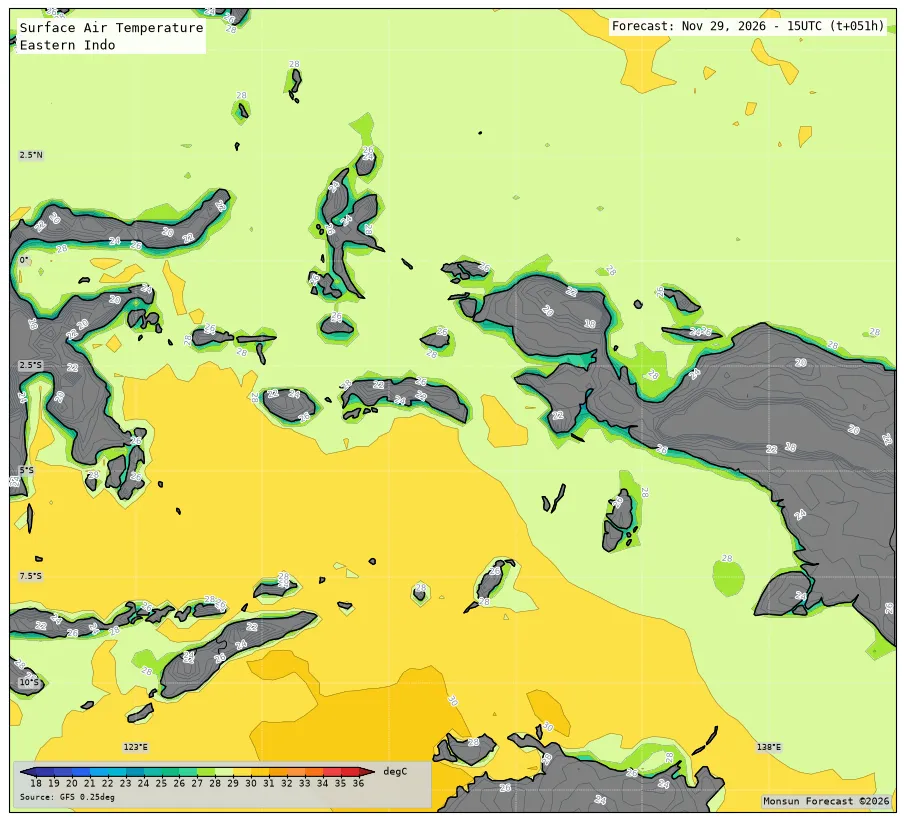 Surface Air Temperature
Eastern Indo
Forecast: Nov 29, 2026 - 15UTC (t+051h)
2.5°N
0°
2.5°S
5°S
7.5°S
10°S
123°E
138°E
degC
18 19 20 21 22 23 24 25 26 27 28 29 30 31 32 33 34 35 36
Source: GFS 0.25deg
Monsun Forecast ©2026